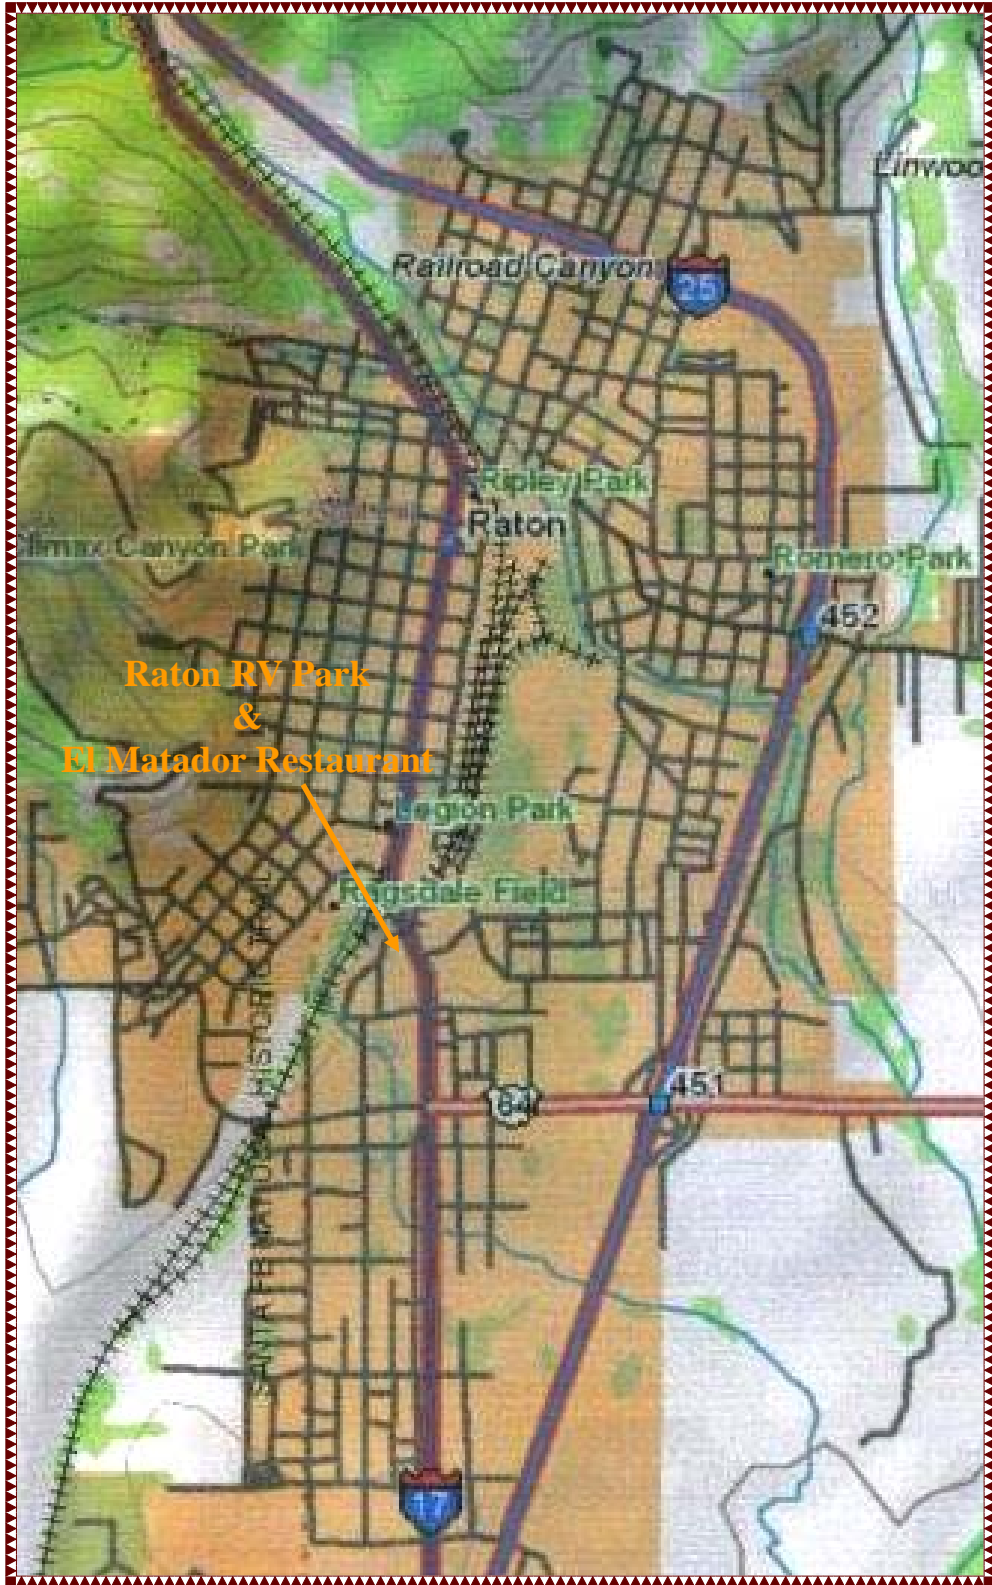 Linwoo
Railroad Canyon
25
Ripley Park
Raton
Climax Canyon Park
Romero Park
452
Raton RV Park
&
El Matador Restaurant
Legion Park
Ragsdale Field
SANTA FE NATIONAL HISTORIC TRAIL
451
64
17